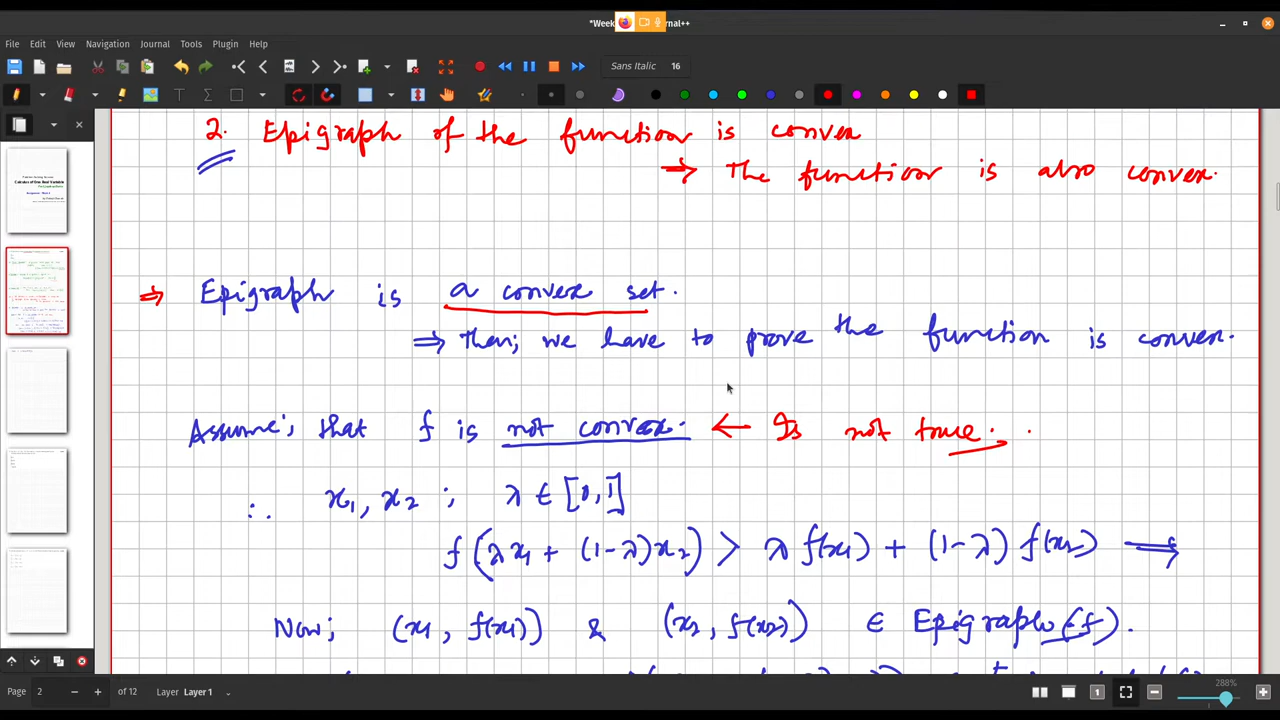 *Week
rnal++
File Edit View Navigation Journal Tools Plugin Help
Sans Italic 16
2. Epigraph of the function is convex
⇒ The function is also convex.
⇒ Epigraph is a convex set.
⇒ Then; we have to prove the function is convex.
Assume; that f is not convex. ← Is not true.
∴ x₁, x₂ ; λ ∈ [0,1]
f(λx₁ + (1-λ)x₂) > λ f(x₁) + (1-λ) f(x₂) ⇒
Now; (x₁, f(x₁)) & (x₂, f(x₂)) ∈ Epigraph (f).
Page 2 of 12 Layer Layer 1
288%